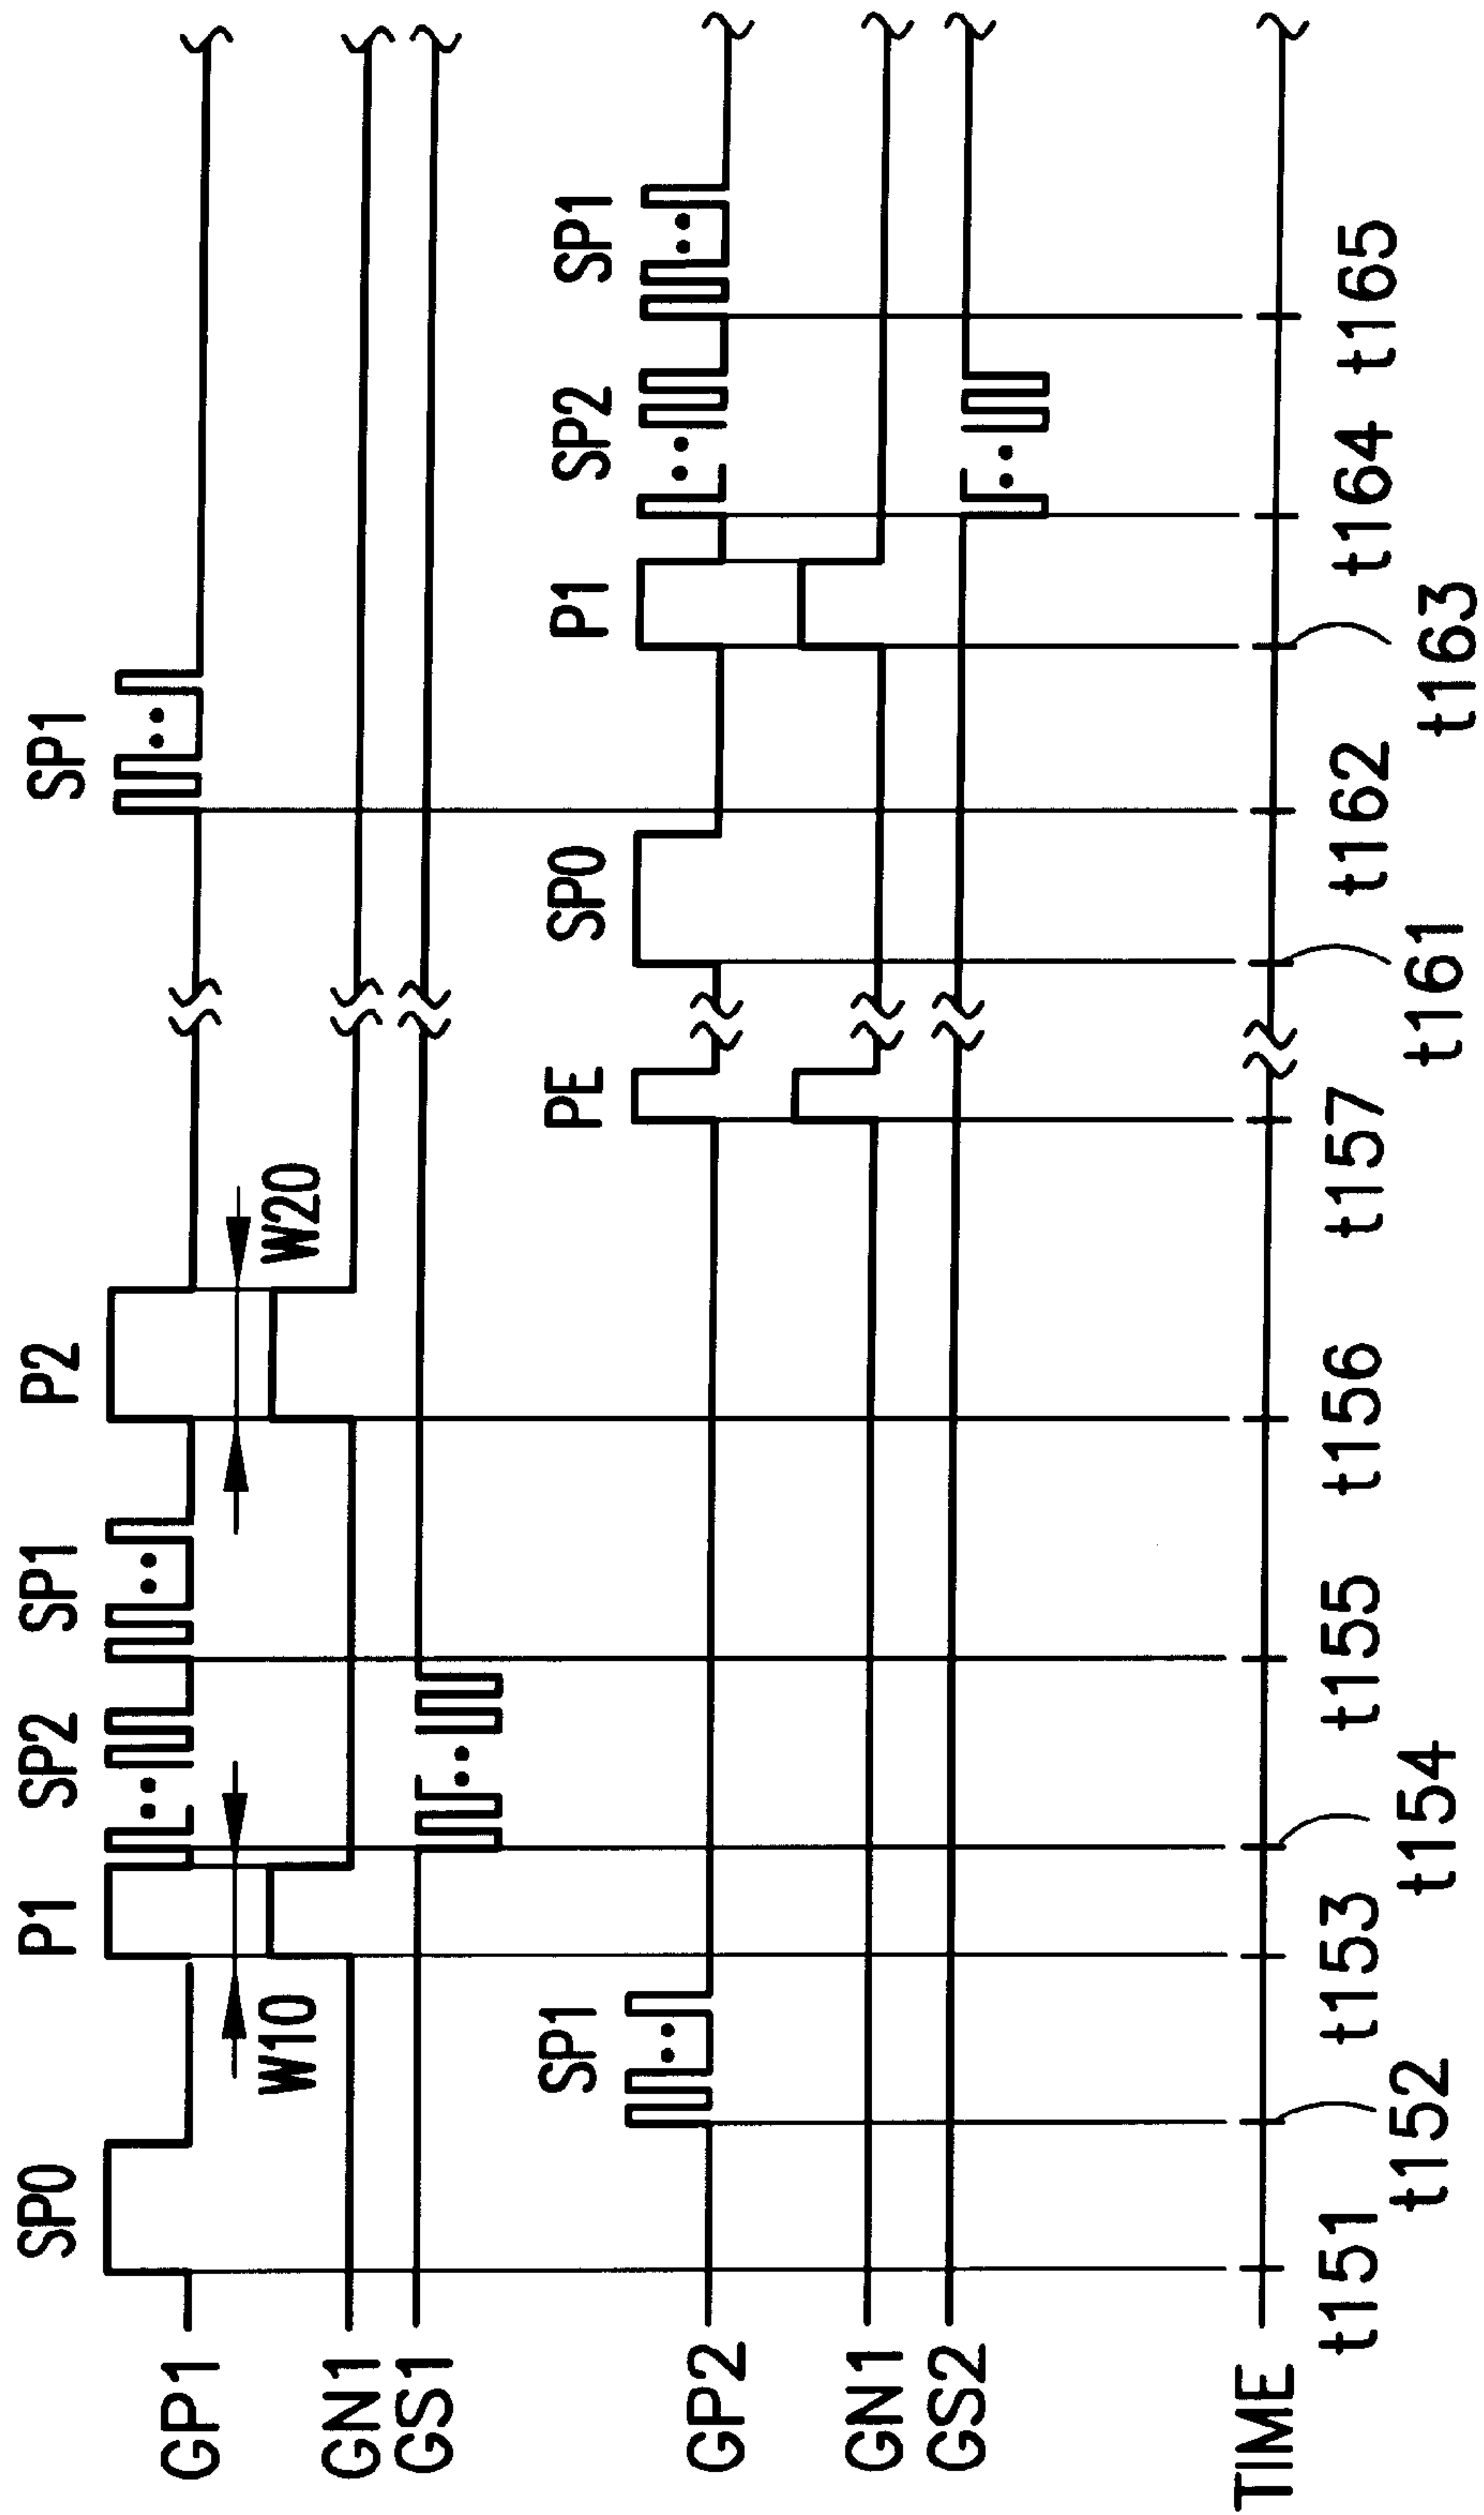 SP0 P1 SP2 SP1 P2 SP1
GP1
W10 W20
GN1
GS1
SP1 PE SP0 P1 SP2 SP1
GP2
GN1
GS2
TIME
t151 t153 t155 t156 t157 t162 t164 t165
t152 t154 t161 t163